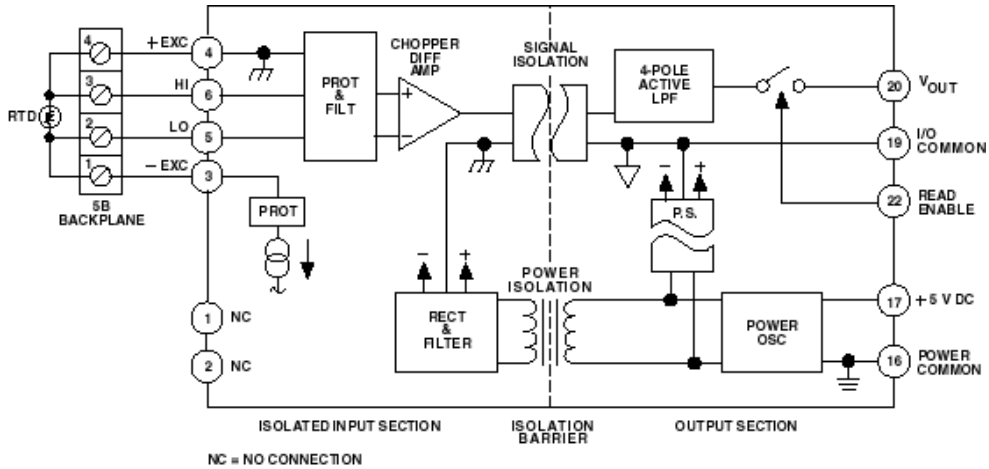 4
3
2
1
RTD
5B
BACKPLANE
+ EXC
HI
LO
− EXC
4
6
5
3
1
NC
2
NC
PROT
PROT
&
FILT
CHOPPER
DIFF
AMP
+
−
SIGNAL
ISOLATION
4-POLE
ACTIVE
LPF
20
VOUT
19
I/O
COMMON
22
READ
ENABLE
− +
P.S.
− +
RECT
&
FILTER
POWER
ISOLATION
POWER
OSC
17
+ 5 V DC
16
POWER
COMMON
ISOLATED INPUT SECTION
ISOLATION
BARRIER
OUTPUT SECTION
NC = NO CONNECTION